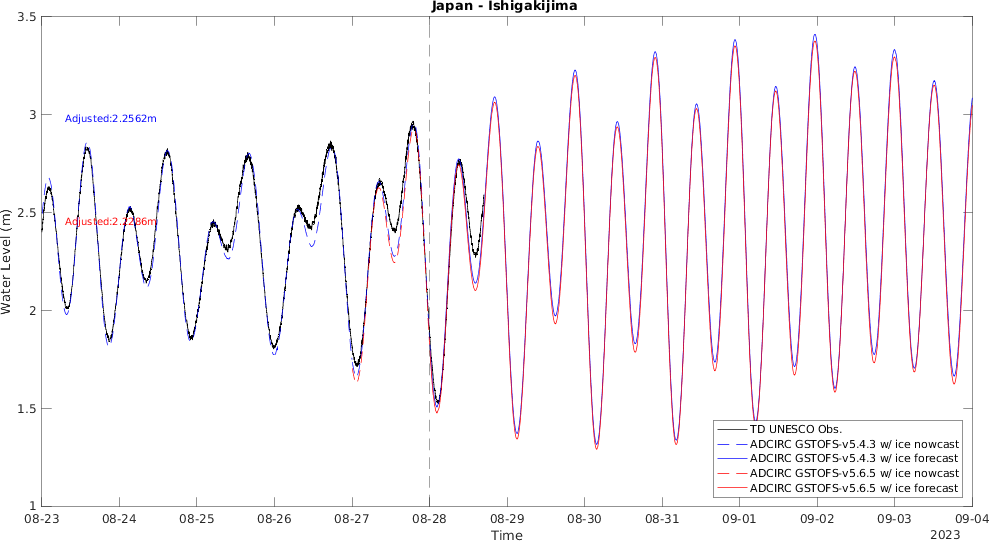 Japan - Ishigakijima
3.5
3
2.5
2
1.5
1
Water Level (m)
Adjusted:2.2562m
Adjusted:2.2286m
TD UNESCO Obs.
ADCIRC GSTOFS-v5.4.3 w/ ice nowcast
ADCIRC GSTOFS-v5.4.3 w/ ice forecast
ADCIRC GSTOFS-v5.6.5 w/ ice nowcast
ADCIRC GSTOFS-v5.6.5 w/ ice forecast
08-23 08-24 08-25 08-26 08-27 08-28 08-29 08-30 08-31 09-01 09-02 09-03 09-04
Time
2023